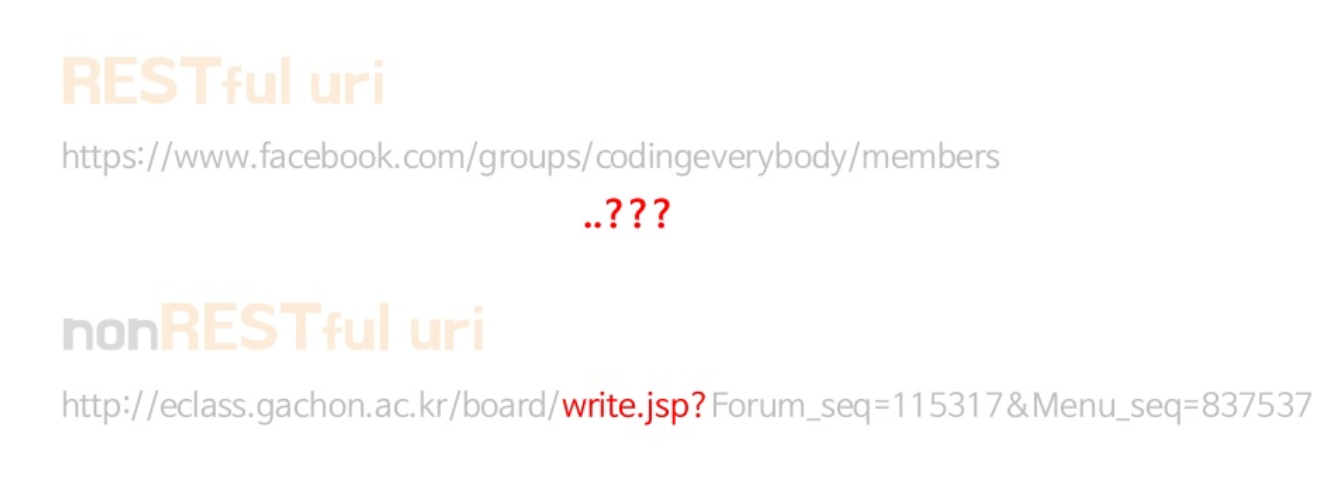 RESTful uri
https://www.facebook.com/groups/codingeverybody/members
..???
nonRESTful uri
http://eclass.gachon.ac.kr/board/write.jsp?Forum_seq=115317&Menu_seq=837537